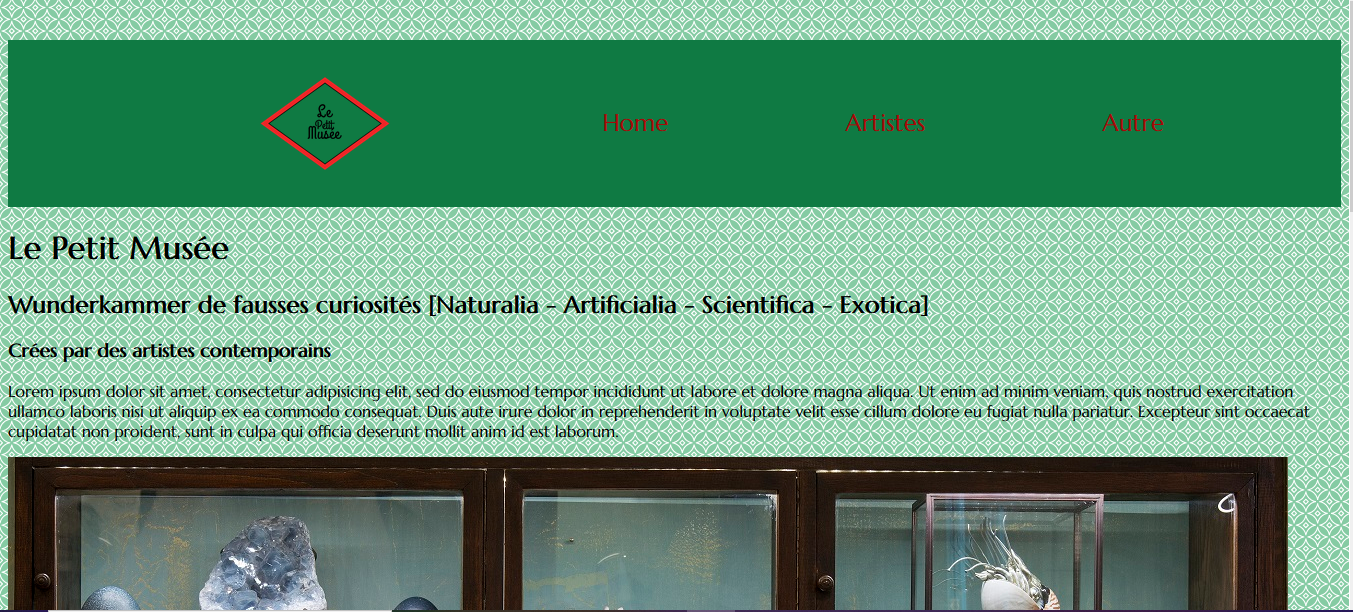 Le
Petit
Musée
Home
Artistes
Autre
Le Petit Musée
Wunderkammer de fausses curiosités [Naturalia - Artificialia - Scientifica - Exotica]
Crées par des artistes contemporains
Lorem ipsum dolor sit amet, consectetur adipisicing elit, sed do eiusmod tempor incididunt ut labore et dolore magna aliqua. Ut enim ad minim veniam, quis nostrud exercitation
ullamco laboris nisi ut aliquip ex ea commodo consequat. Duis aute irure dolor in reprehenderit in voluptate velit esse cillum dolore eu fugiat nulla pariatur. Excepteur sint occaecat
cupidatat non proident, sunt in culpa qui officia deserunt mollit anim id est laborum.